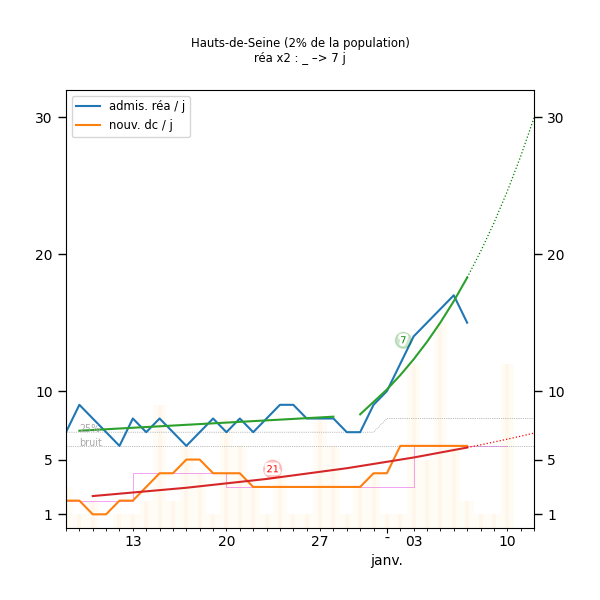 Hauts-de-Seine (2% de la population)
réa x2 : _ –> 7 j
admis. réa / j
nouv. dc / j
30 30
20 20
10 10
5 5
1 1
7
25%
bruit
21
13 20 27 - 03 10
janv.